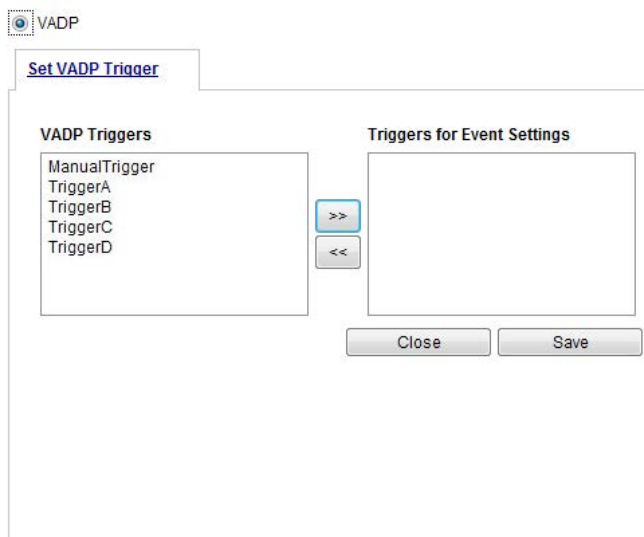 VADP
Set VADP Trigger
VADP Triggers
Triggers for Event Settings
ManualTrigger
TriggerA
TriggerB
TriggerC
TriggerD
>>
<<
Close
Save